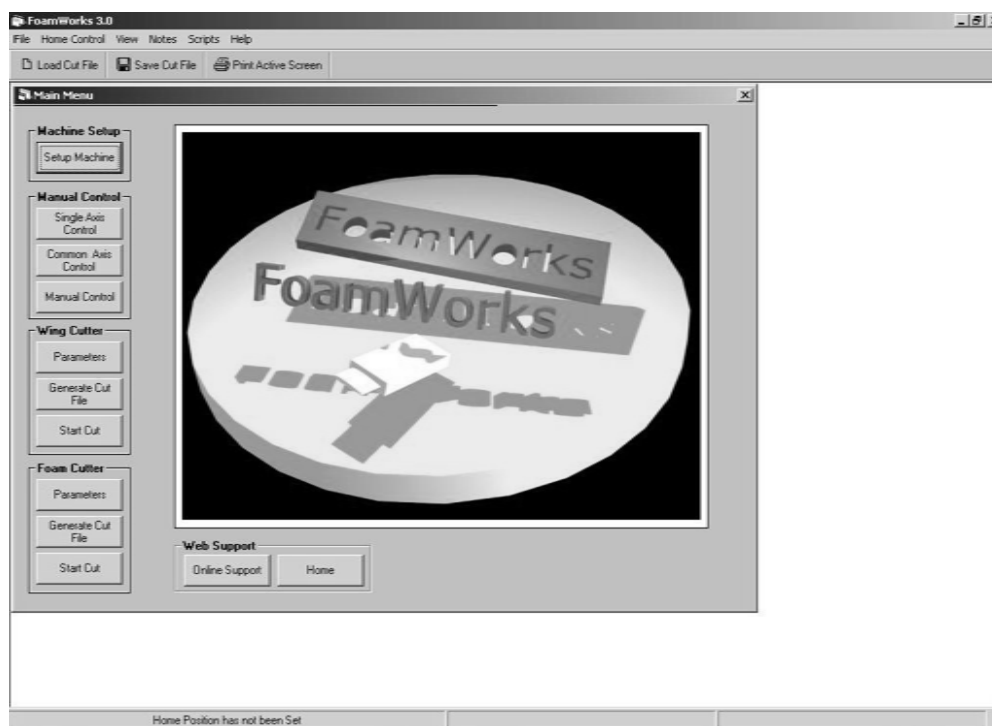 FoamWorks 3.0
File Home Control View Notes Scripts Help
Load Cut File Save Cut File Print Active Screen
Main Menu
Machine Setup
Setup Machine
Manual Control
Single Axis
Control
Common Axis
Control
Manual Control
Wing Cutter
Parameters
Generate Cut
File
Start Cut
Foam Cutter
Parameters
Generate Cut
File
Start Cut
FoamWorks
FoamWorks
Web Support
Online Support Home
Home Position has not been Set